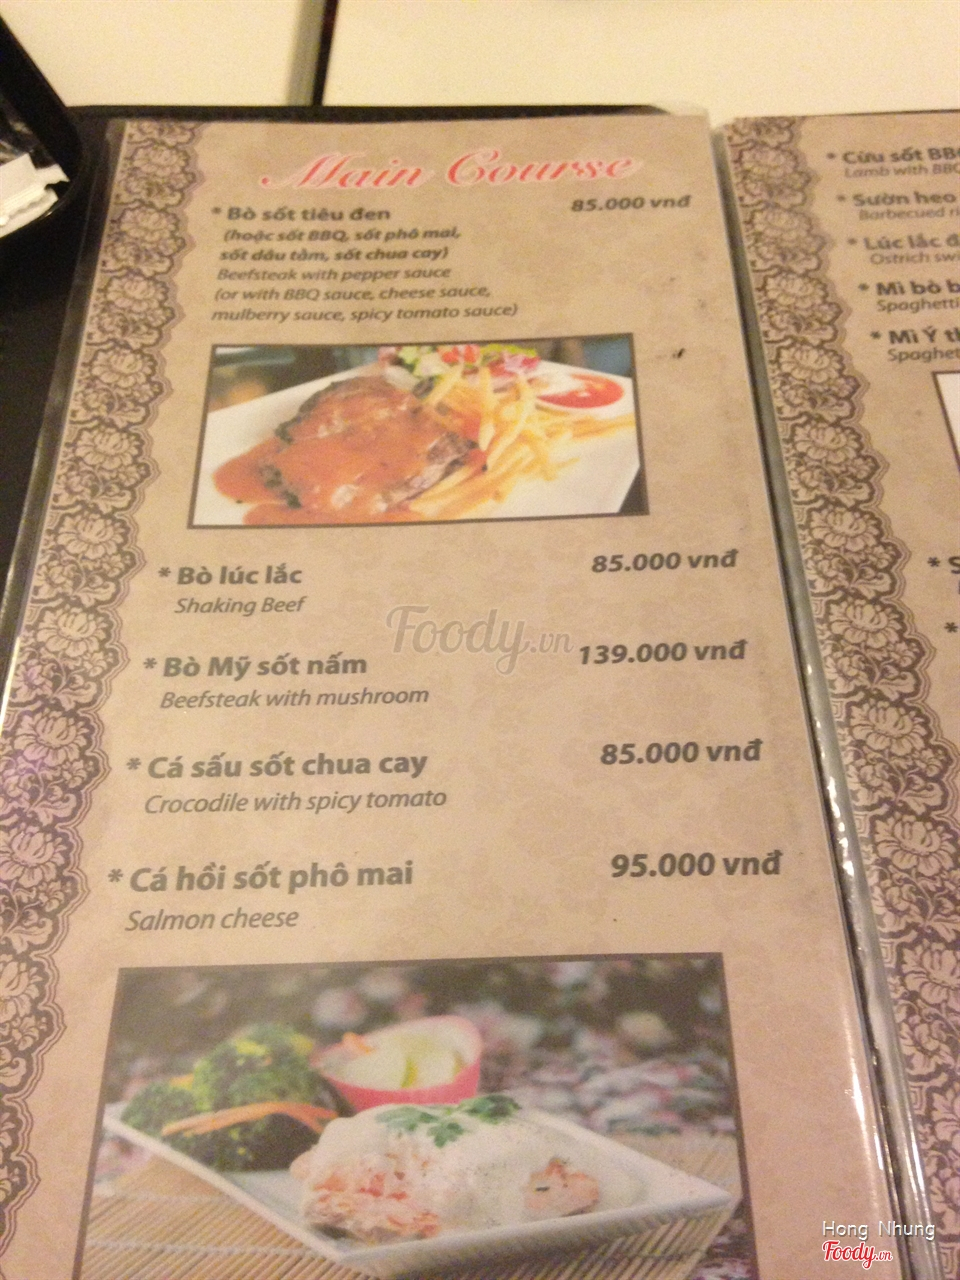 Main Course
* Bò sốt tiêu đen 85.000 vnđ
(hoặc sốt BBQ, sốt phô mai,
sốt dâu tằm, sốt chua cay)
Beefsteak with pepper sauce
(or with BBQ sauce, cheese sauce,
mulberry sauce, spicy tomato sauce)
* Bò lúc lắc 85.000 vnđ
Shaking Beef
Foody.vn
* Bò Mỹ sốt nấm 139.000 vnđ
Beefsteak with mushroom
* Cá sấu sốt chua cay 85.000 vnđ
Crocodile with spicy tomato
* Cá hồi sốt phô mai 95.000 vnđ
Salmon cheese
* Cừu sốt BBQ
Lamb with BBQ
* Sườn heo
Barbecued
* Lúc lắc
Ostrich
* Mì bò
Spaghetti
* Mì Ý
Hong Nhung
Foody.vn